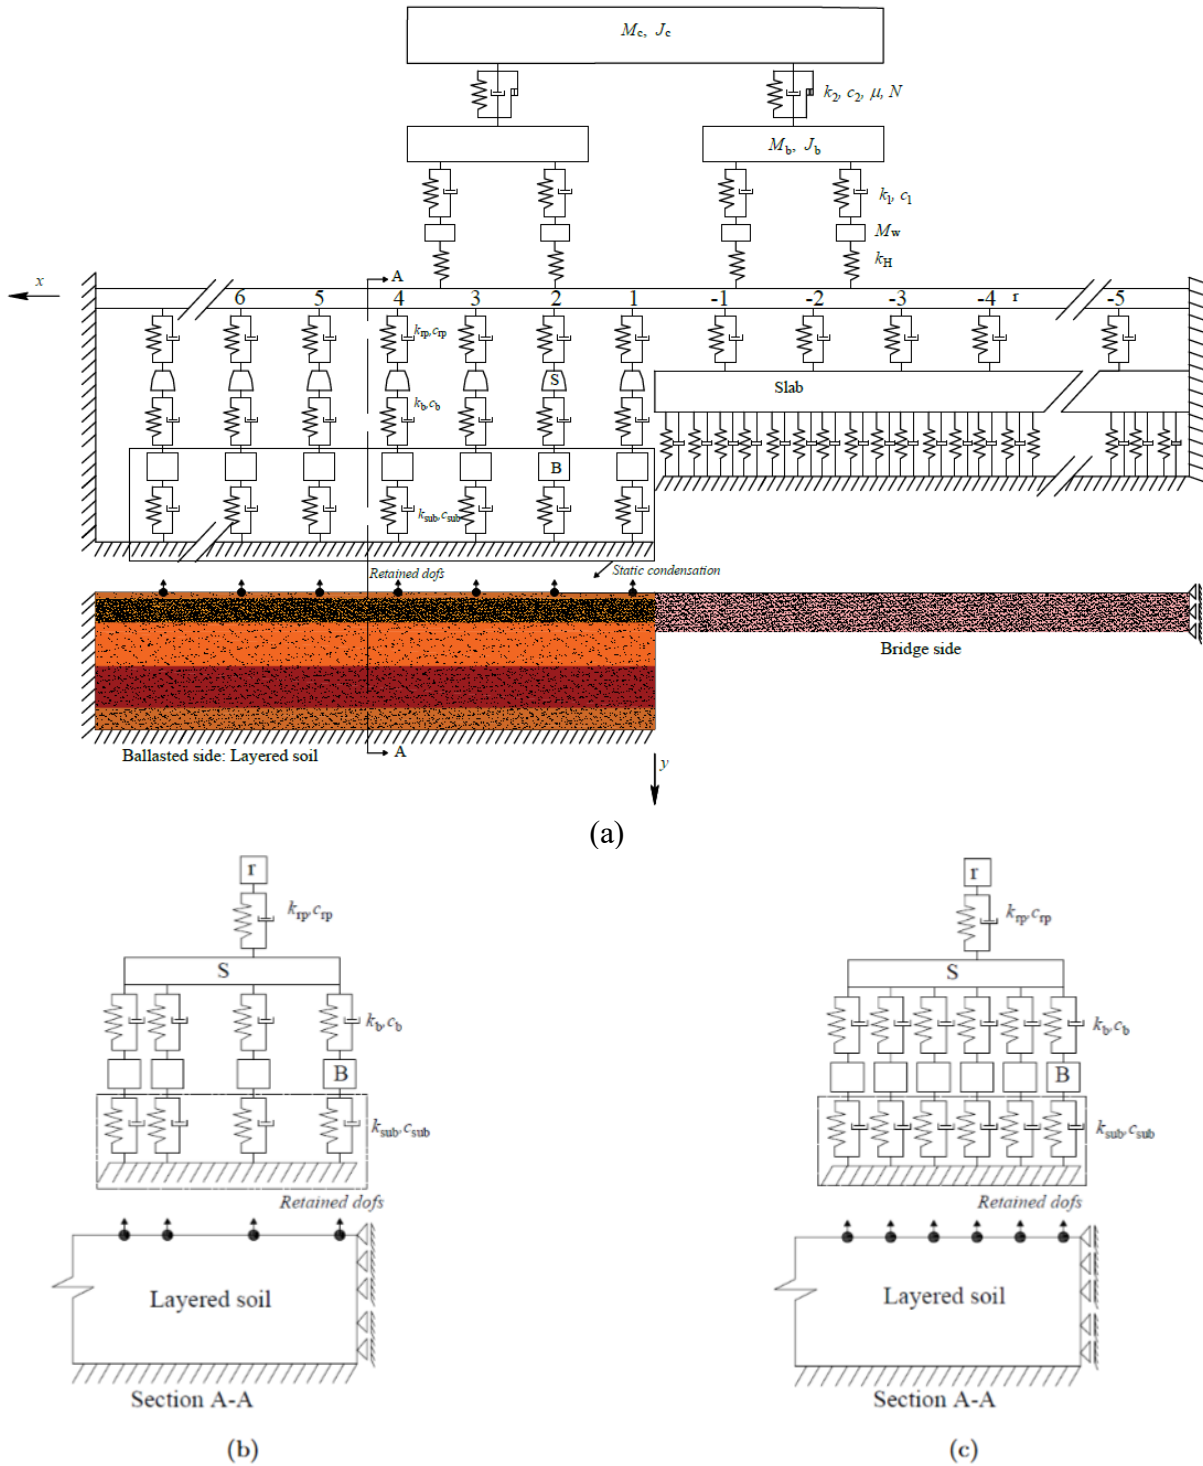 Mc, Jc
k2, c2, μ, N
Mb, Jb
k1, c1
Mw
kH
x
A
6 5 4 3 2 1 -1 -2 -3 -4 r -5
krp, crp
S
Slab
kb, cb
B
ksub, csub
Retained dofs
Static condensation
Bridge side
Ballasted side: Layered soil
A
y
(a)
r
krp, crp
S
kb, cb
B
ksub, csub
Retained dofs
Layered soil
Section A-A
(b)
r
krp, crp
S
kb, cb
B
ksub, csub
Retained dofs
Layered soil
Section A-A
(c)